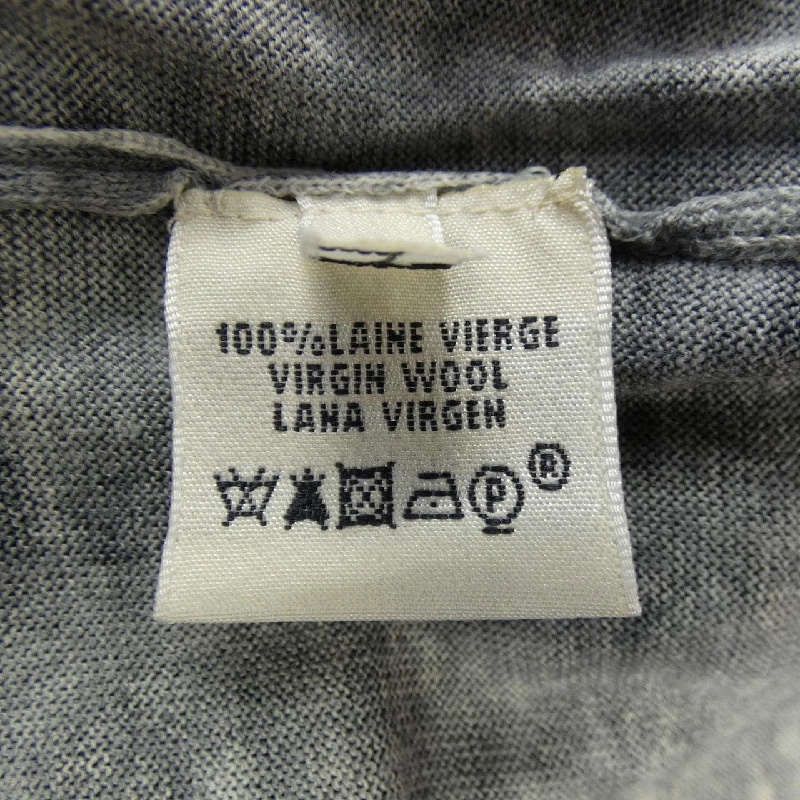 100% LAINE VIERGE
VIRGIN WOOL
LANA VIRGEN
P ®